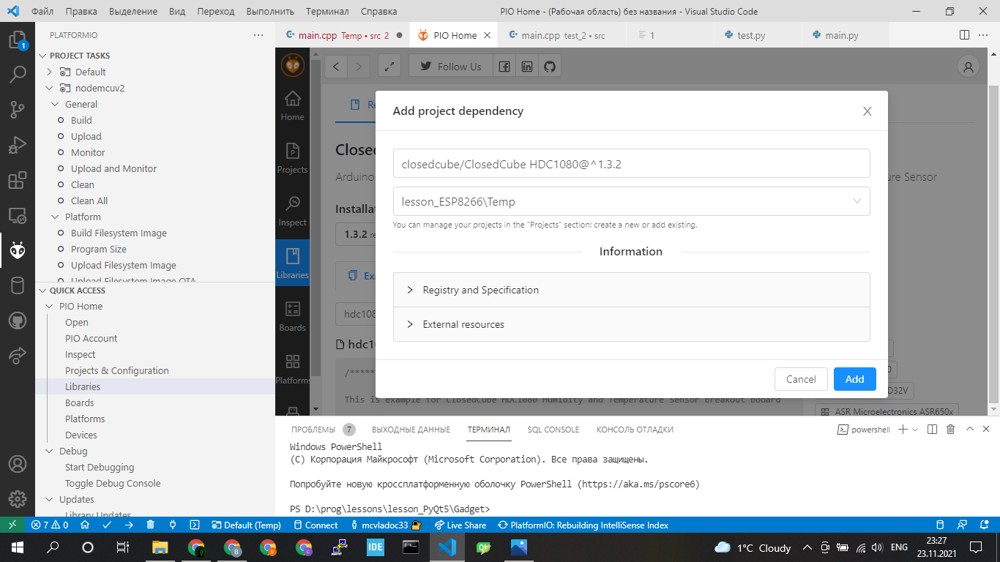 Файл Правка Выделение Вид Переход Выполнить Терминал Справка PIO Home - (Рабочая область) без названия - Visual Studio Code
PLATFORMIO
main.cpp Temp • src 2 PIO Home main.cpp test_2 • src 1 test.py main.py
1
PROJECT TASKS
Default
nodemcuv2
General
Build
Upload
Monitor
Upload and Monitor
Clean
Clean All
Platform
Build Filesystem Image
Program Size
Upload Filesystem Image
Upload Filesystem Image OTA
QUICK ACCESS
PIO Home
Open
PIO Account
Inspect
Projects & Configuration
Libraries
Boards
Platforms
Devices
Debug
Start Debugging
Toggle Debug Console
Updates
Library Updates
Home
Projects
Inspect
Libraries
Boards
Platforms
Follow Us
Re
Closed
Arduino
re Sensor
Installat
1.3.2 re
Exa
hdc108
hdc1
/*****
This is example for ClosedCube HDC1080 Humidity and Temperature Sensor breakout booard
0
D32V
ASR Microelectronics ASR650x
Add project dependency
closedcube/ClosedCube HDC1080@^1.3.2
lesson_ESP8266\Temp
You can manage your projects in the "Projects" section: create a new or add existing.
Information
Registry and Specification
External resources
Cancel Add
ПРОБЛЕМЫ 7 ВЫХОДНЫЕ ДАННЫЕ ТЕРМИНАЛ SQL CONSOLE КОНСОЛЬ ОТЛАДКИ powershell
Windows PowerShell
(C) Корпорация Майкрософт (Microsoft Corporation). Все права защищены.
Попробуйте новую кроссплатформенную оболочку PowerShell (https://aka.ms/pscore6)
PS D:\prog\lessons\lesson_PyQt5\Gadget>
7 0 Default (Temp) Connect mcvladoc33 Live Share PlatformIO: Rebuilding IntelliSense Index
IDE 1°C Cloudy ENG 23:27
23.11.2021